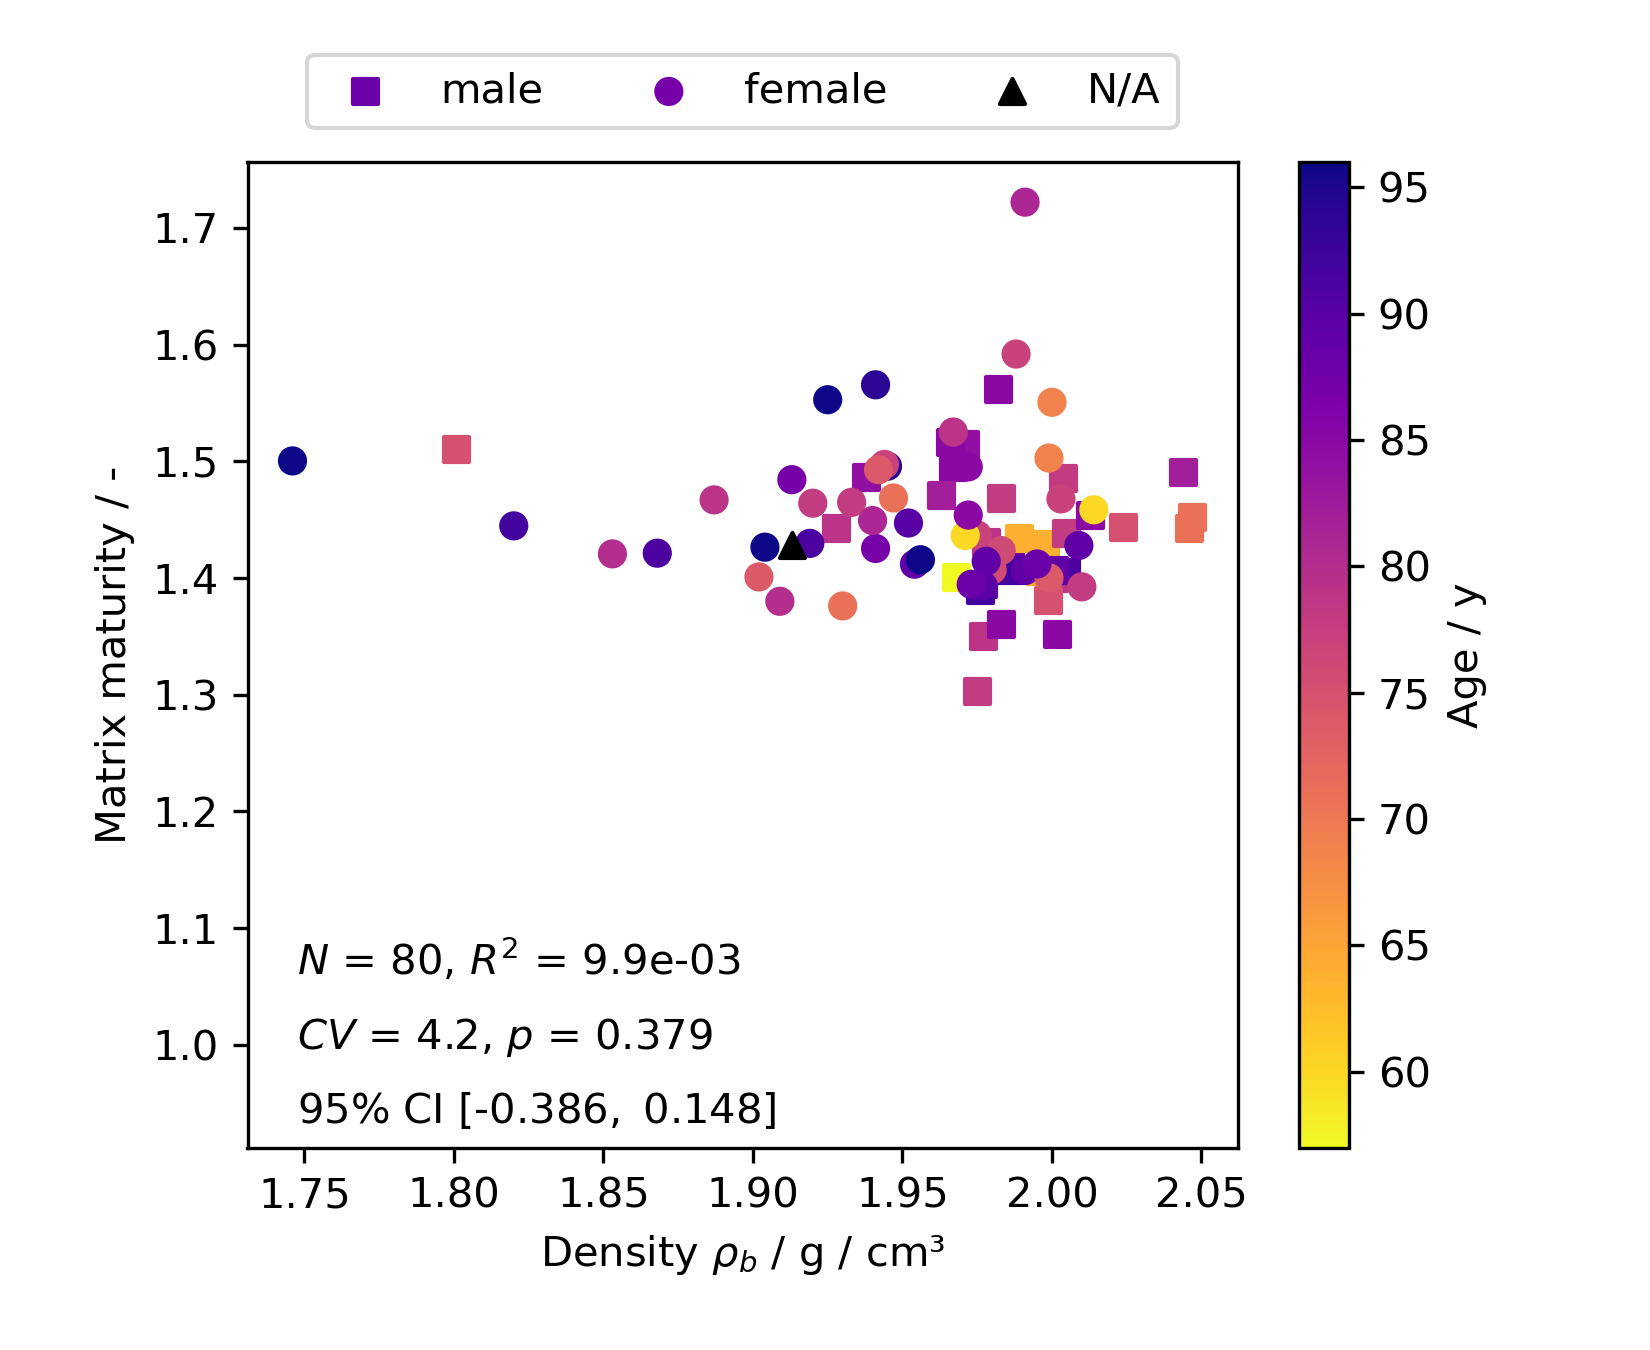 male female N/A
1.7
1.6
1.5
1.4
1.3
1.2
1.1
1.0
Matrix maturity / -
N = 80, R² = 9.9e-03
CV = 4.2, p = 0.379
95% CI [-0.386, 0.148]
1.75 1.80 1.85 1.90 1.95 2.00 2.05
Density ρ_b / g / cm³
95
90
85
80
75
70
65
60
Age / y